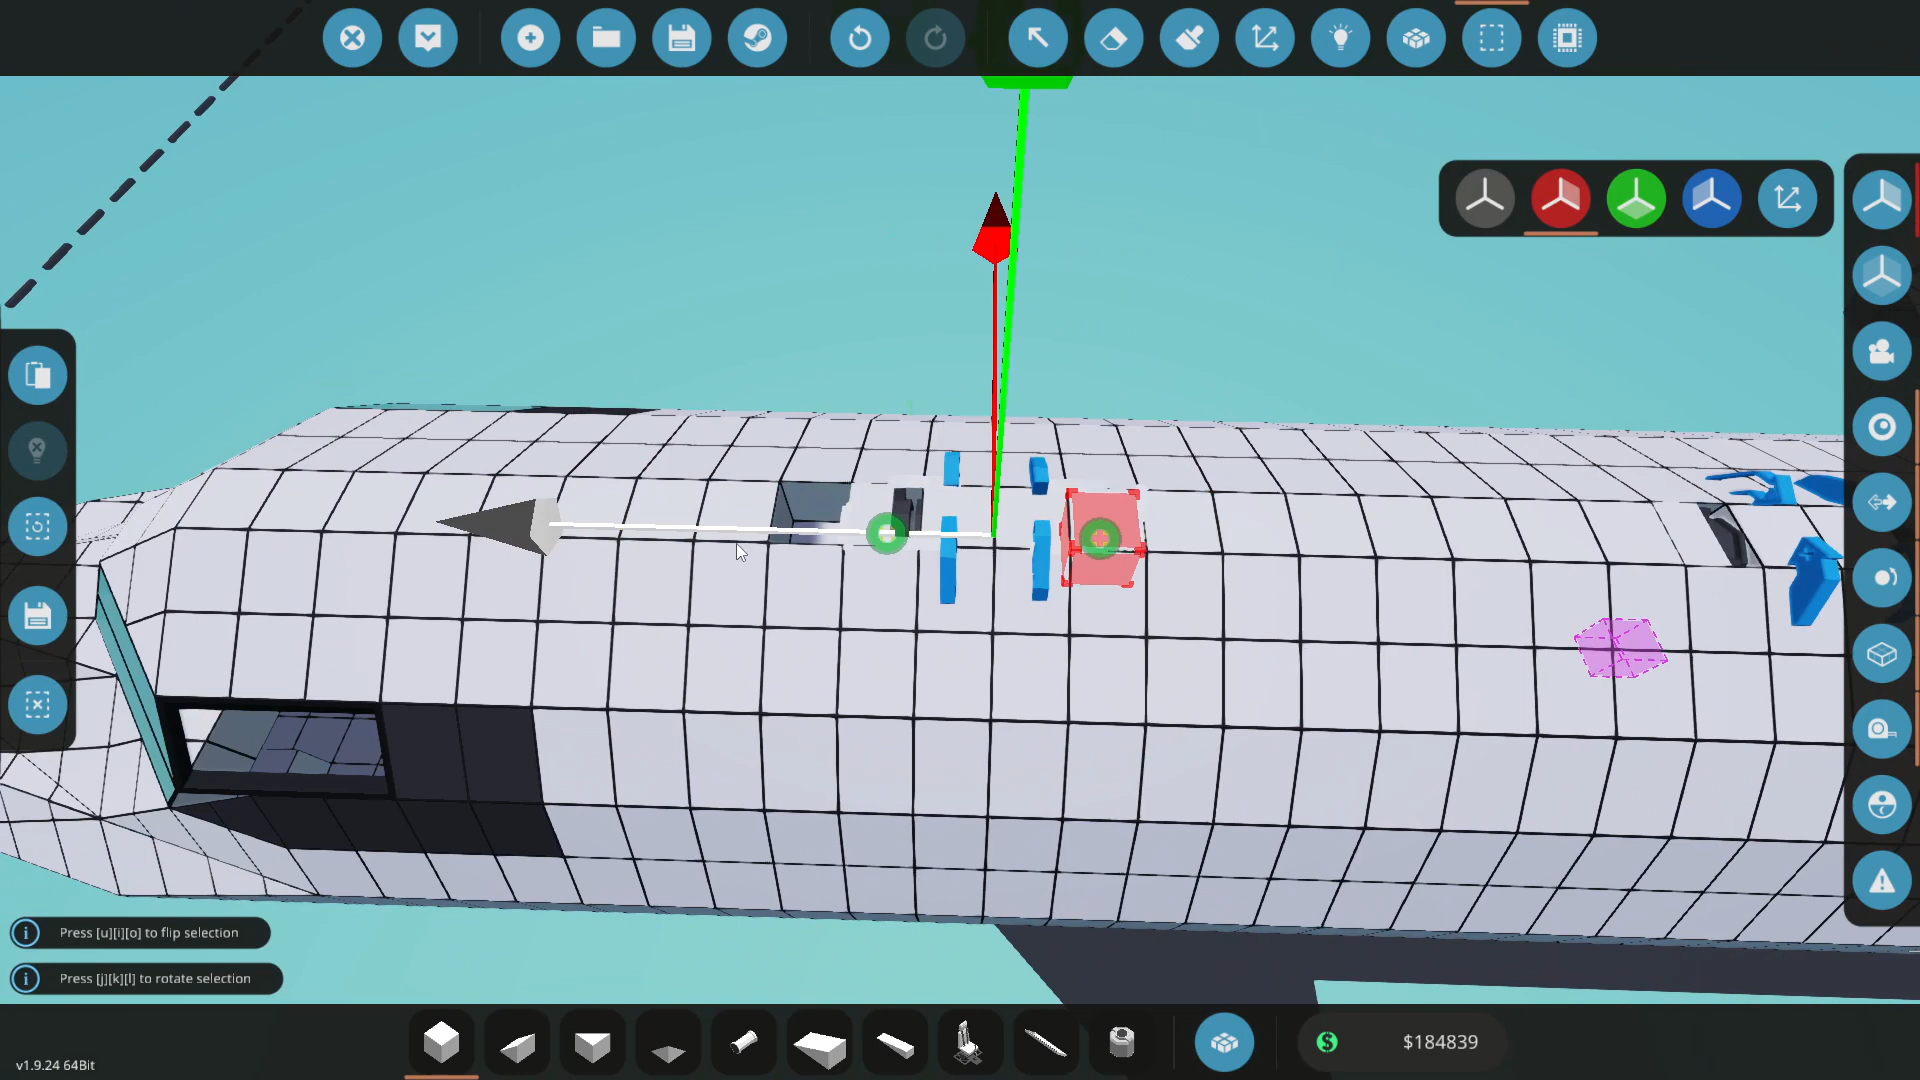 Press [u][i][o] to flip selection
Press [j][k][l] to rotate selection
v1.9.24 64Bit
$184839